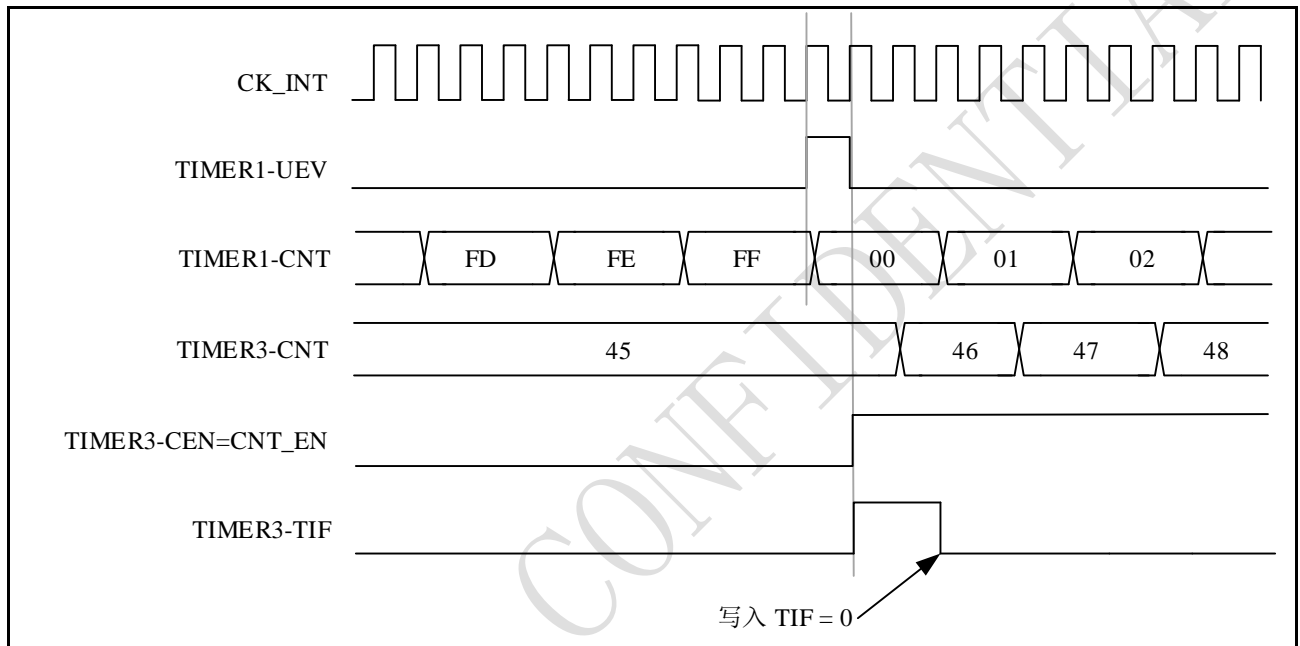 CK_INT
TIMER1-UEV
TIMER1-CNT FD FE FF 00 01 02
TIMER3-CNT 45 46 47 48
TIMER3-CEN=CNT_EN
TIMER3-TIF
写入 TIF = 0
CONFIDENTIAL